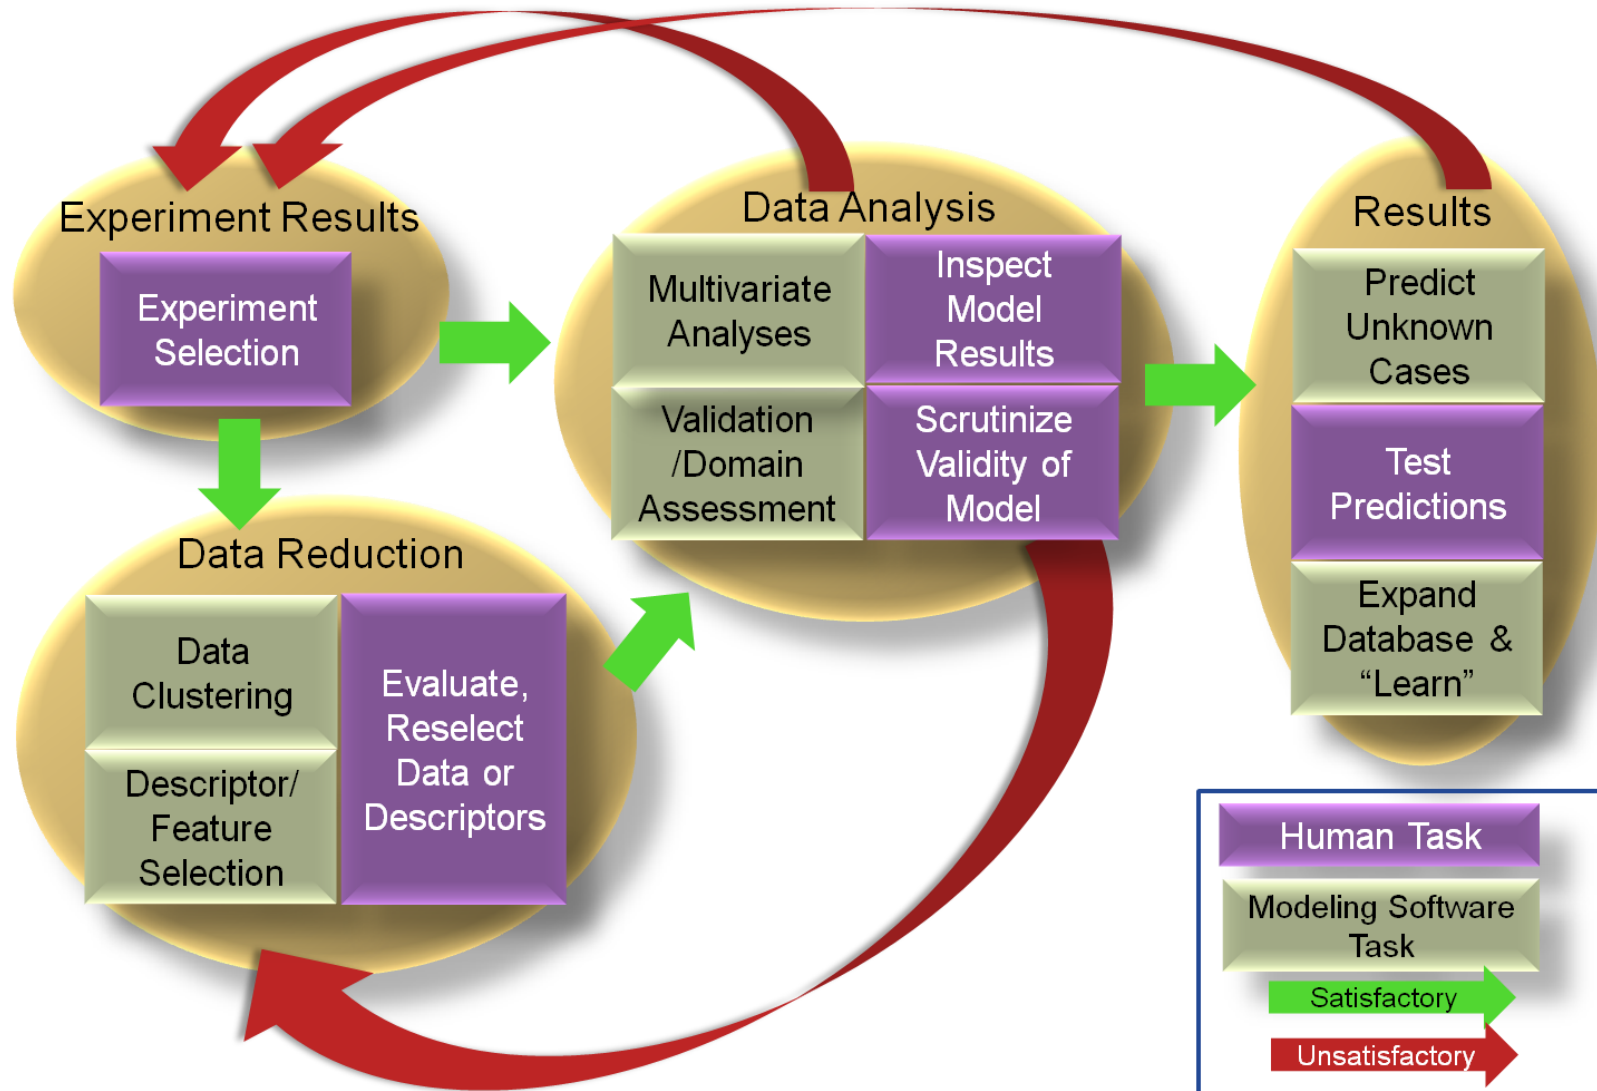 Experiment Results
Experiment
Selection
Data Analysis
Multivariate
Analyses
Inspect
Model
Results
Validation
/Domain
Assessment
Scrutinize
Validity of
Model
Results
Predict
Unknown
Cases
Test
Predictions
Expand
Database &
“Learn”
Data Reduction
Data
Clustering
Descriptor/
Feature
Selection
Evaluate,
Reselect
Data or
Descriptors
Human Task
Modeling Software
Task
Satisfactory
Unsatisfactory